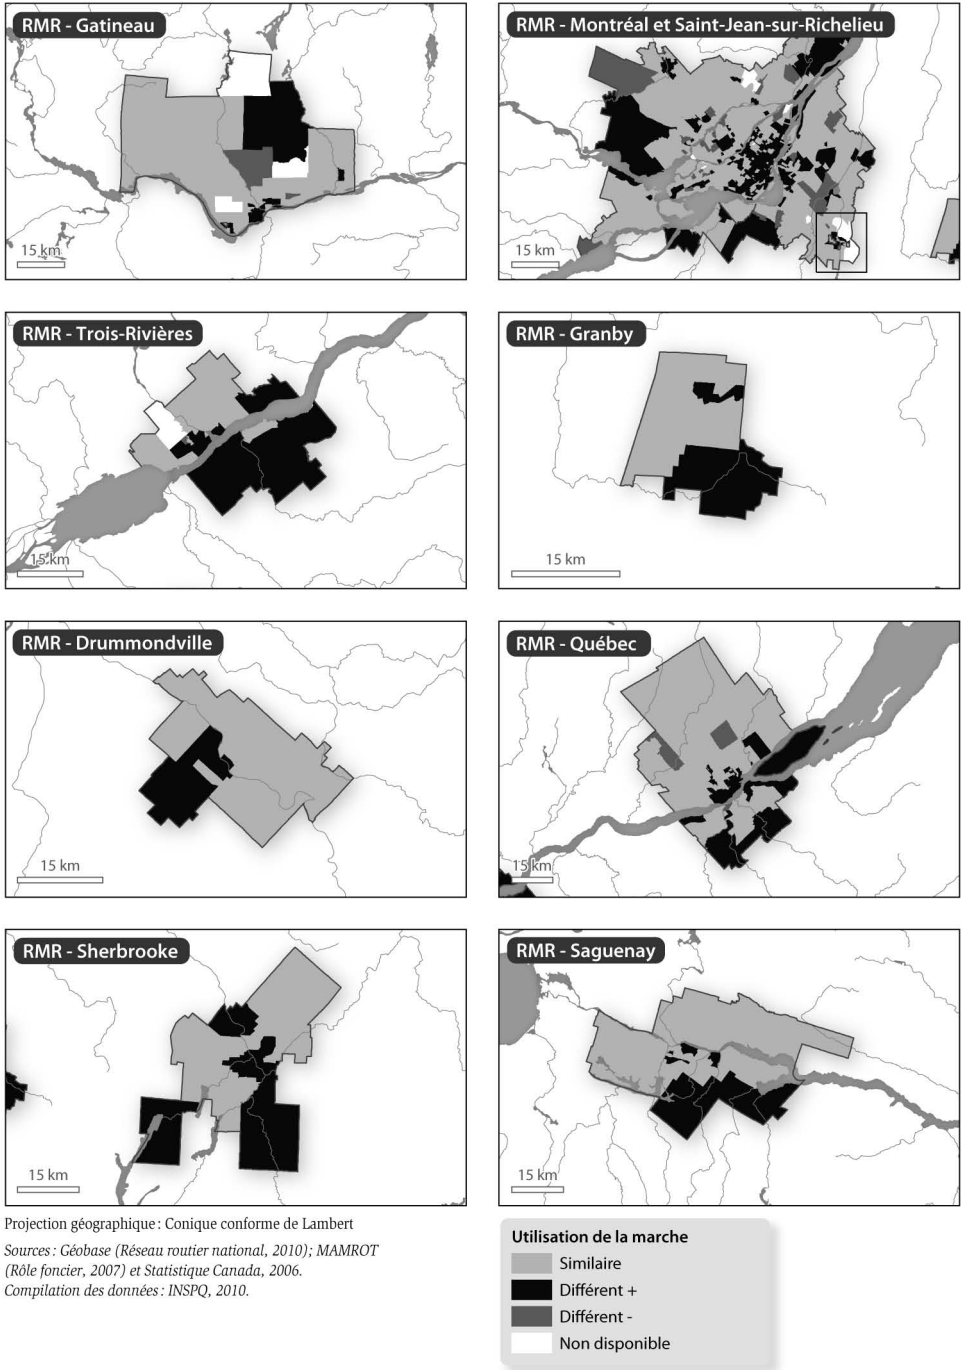 RMR - Gatineau
15 km
RMR - Montréal et Saint-Jean-sur-Richelieu
15 km
RMR - Trois-Rivières
15 km
RMR - Granby
15 km
RMR - Drummondville
15 km
RMR - Québec
15 km
RMR - Sherbrooke
15 km
RMR - Saguenay
15 km
Projection géographique : Conique conforme de Lambert
Sources : Géobase (Réseau routier national, 2010); MAMROT
(Rôle foncier, 2007) et Statistique Canada, 2006.
Compilation des données : INSPQ, 2010.
Utilisation de la marche
Similaire
Différent +
Différent -
Non disponible